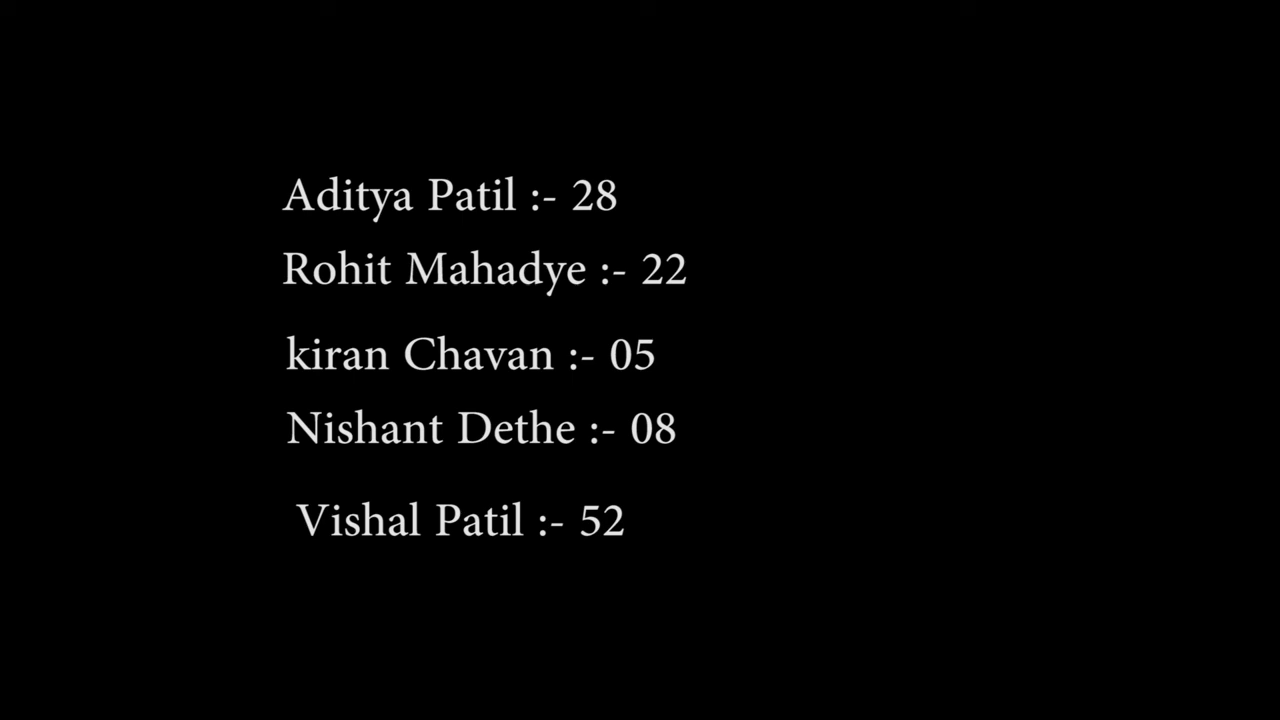 Aditya Patil :- 28
Rohit Mahadye :- 22
kiran Chavan :- 05
Nishant Dethe :- 08
Vishal Patil :- 52